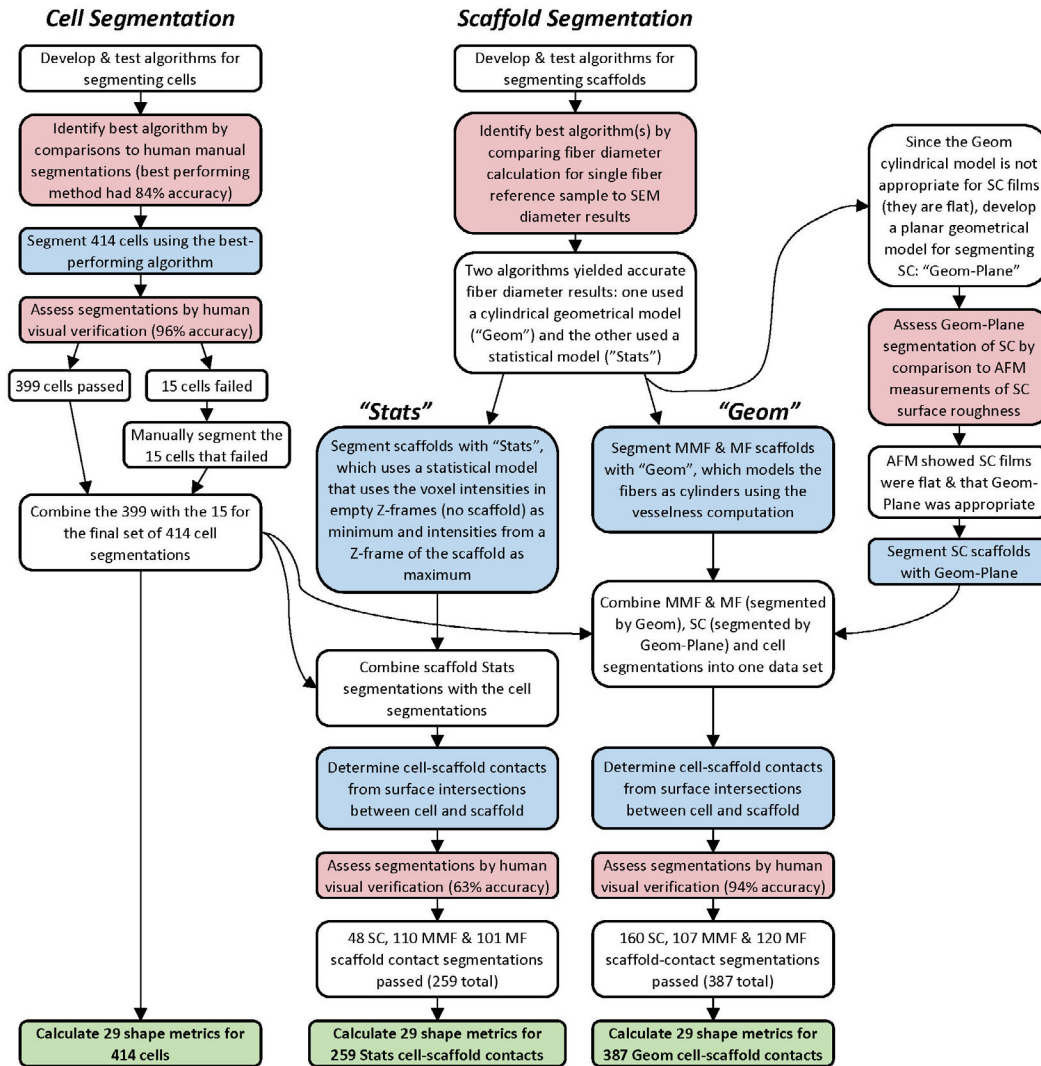 Cell Segmentation
Develop & test algorithms for
segmenting cells
Identify best algorithm by
comparisons to human manual
segmentations (best performing
method had 84% accuracy)
Segment 414 cells using the best-
performing algorithm
Assess segmentations by human
visual verification (96% accuracy)
399 cells passed
15 cells failed
Manually segment the
15 cells that failed
Combine the 399 with the 15 for
the final set of 414 cell
segmentations
Calculate 29 shape metrics for
414 cells
Scaffold Segmentation
Develop & test algorithms for
segmenting scaffolds
Identify best algorithm(s) by
comparing fiber diameter
calculation for single fiber
reference sample to SEM
diameter results
Two algorithms yielded accurate
fiber diameter results: one used
a cylindrical geometrical model
(“Geom”) and the other used a
statistical model (”Stats”)
“Stats”
Segment scaffolds with “Stats”,
which uses a statistical model
that uses the voxel intensities in
empty Z-frames (no scaffold) as
minimum and intensities from a
Z-frame of the scaffold as
maximum
Combine scaffold Stats
segmentations with the cell
segmentations
Determine cell-scaffold contacts
from surface intersections
between cell and scaffold
Assess segmentations by human
visual verification (63% accuracy)
48 SC, 110 MMF & 101 MF
scaffold contact segmentations
passed (259 total)
Calculate 29 shape metrics for
259 Stats cell-scaffold contacts
“Geom”
Segment MMF & MF scaffolds
with “Geom”, which models the
fibers as cylinders using the
vesselness computation
Combine MMF & MF (segmented
by Geom), SC (segmented by
Geom-Plane) and cell
segmentations into one data set
Determine cell-scaffold contacts
from surface intersections
between cell and scaffold
Assess segmentations by human
visual verification (94% accuracy)
160 SC, 107 MMF & 120 MF
scaffold-contact segmentations
passed (387 total)
Calculate 29 shape metrics for
387 Geom cell-scaffold contacts
Since the Geom
cylindrical model is not
appropriate for SC films
(they are flat), develop
a planar geometrical
model for segmenting
SC: “Geom-Plane”
Assess Geom-Plane
segmentation of SC by
comparison to AFM
measurements of SC
surface roughness
AFM showed SC films
were flat & that Geom-
Plane was appropriate
Segment SC scaffolds
with Geom-Plane